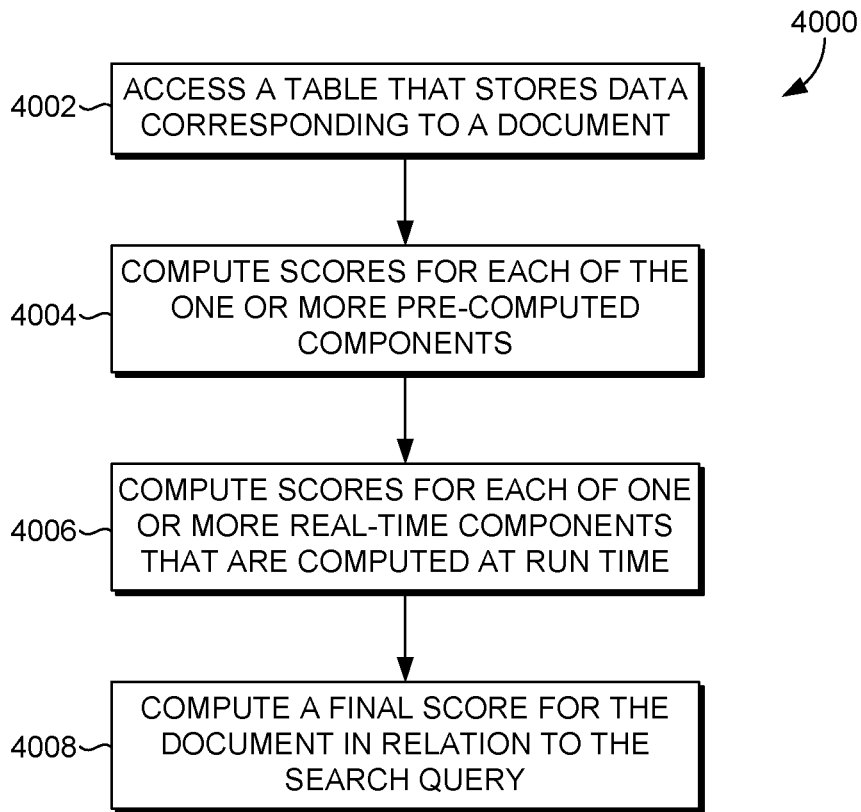 4000
4002
ACCESS A TABLE THAT STORES DATA
CORRESPONDING TO A DOCUMENT
4004
COMPUTE SCORES FOR EACH OF THE
ONE OR MORE PRE-COMPUTED
COMPONENTS
4006
COMPUTE SCORES FOR EACH OF ONE
OR MORE REAL-TIME COMPONENTS
THAT ARE COMPUTED AT RUN TIME
4008
COMPUTE A FINAL SCORE FOR THE
DOCUMENT IN RELATION TO THE
SEARCH QUERY